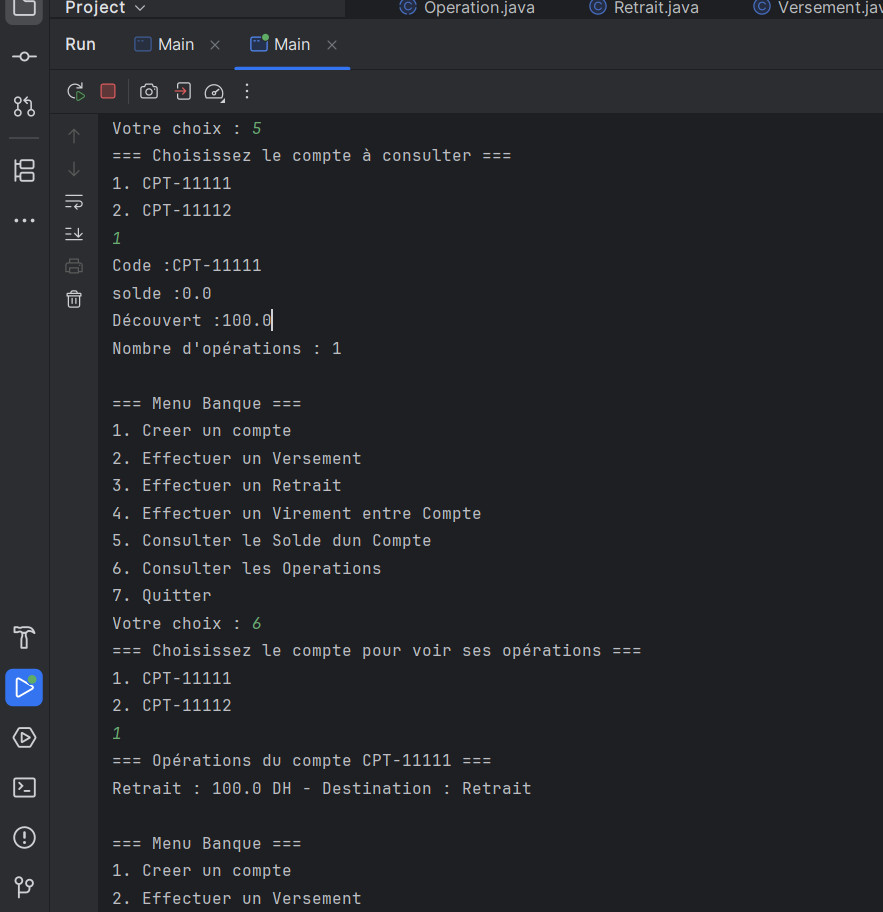 Project
Operation.java
Retrait.java
Run
Main
Main
Votre choix : 5
=== Choisissez le compte à consulter ===
1. CPT-11111
2. CPT-11112
1
Code :CPT-11111
solde :0.0
Découvert :100.0
Nombre d'opérations : 1
=== Menu Banque ===
1. Creer un compte
2. Effectuer un Versement
3. Effectuer un Retrait
4. Effectuer un Virement entre Compte
5. Consulter le Solde dun Compte
6. Consulter les Operations
7. Quitter
Votre choix : 6
=== Choisissez le compte pour voir ses opérations ===
1. CPT-11111
2. CPT-11112
1
=== Opérations du compte CPT-11111 ===
Retrait : 100.0 DH - Destination : Retrait
=== Menu Banque ===
1. Creer un compte
2. Effectuer un Versement